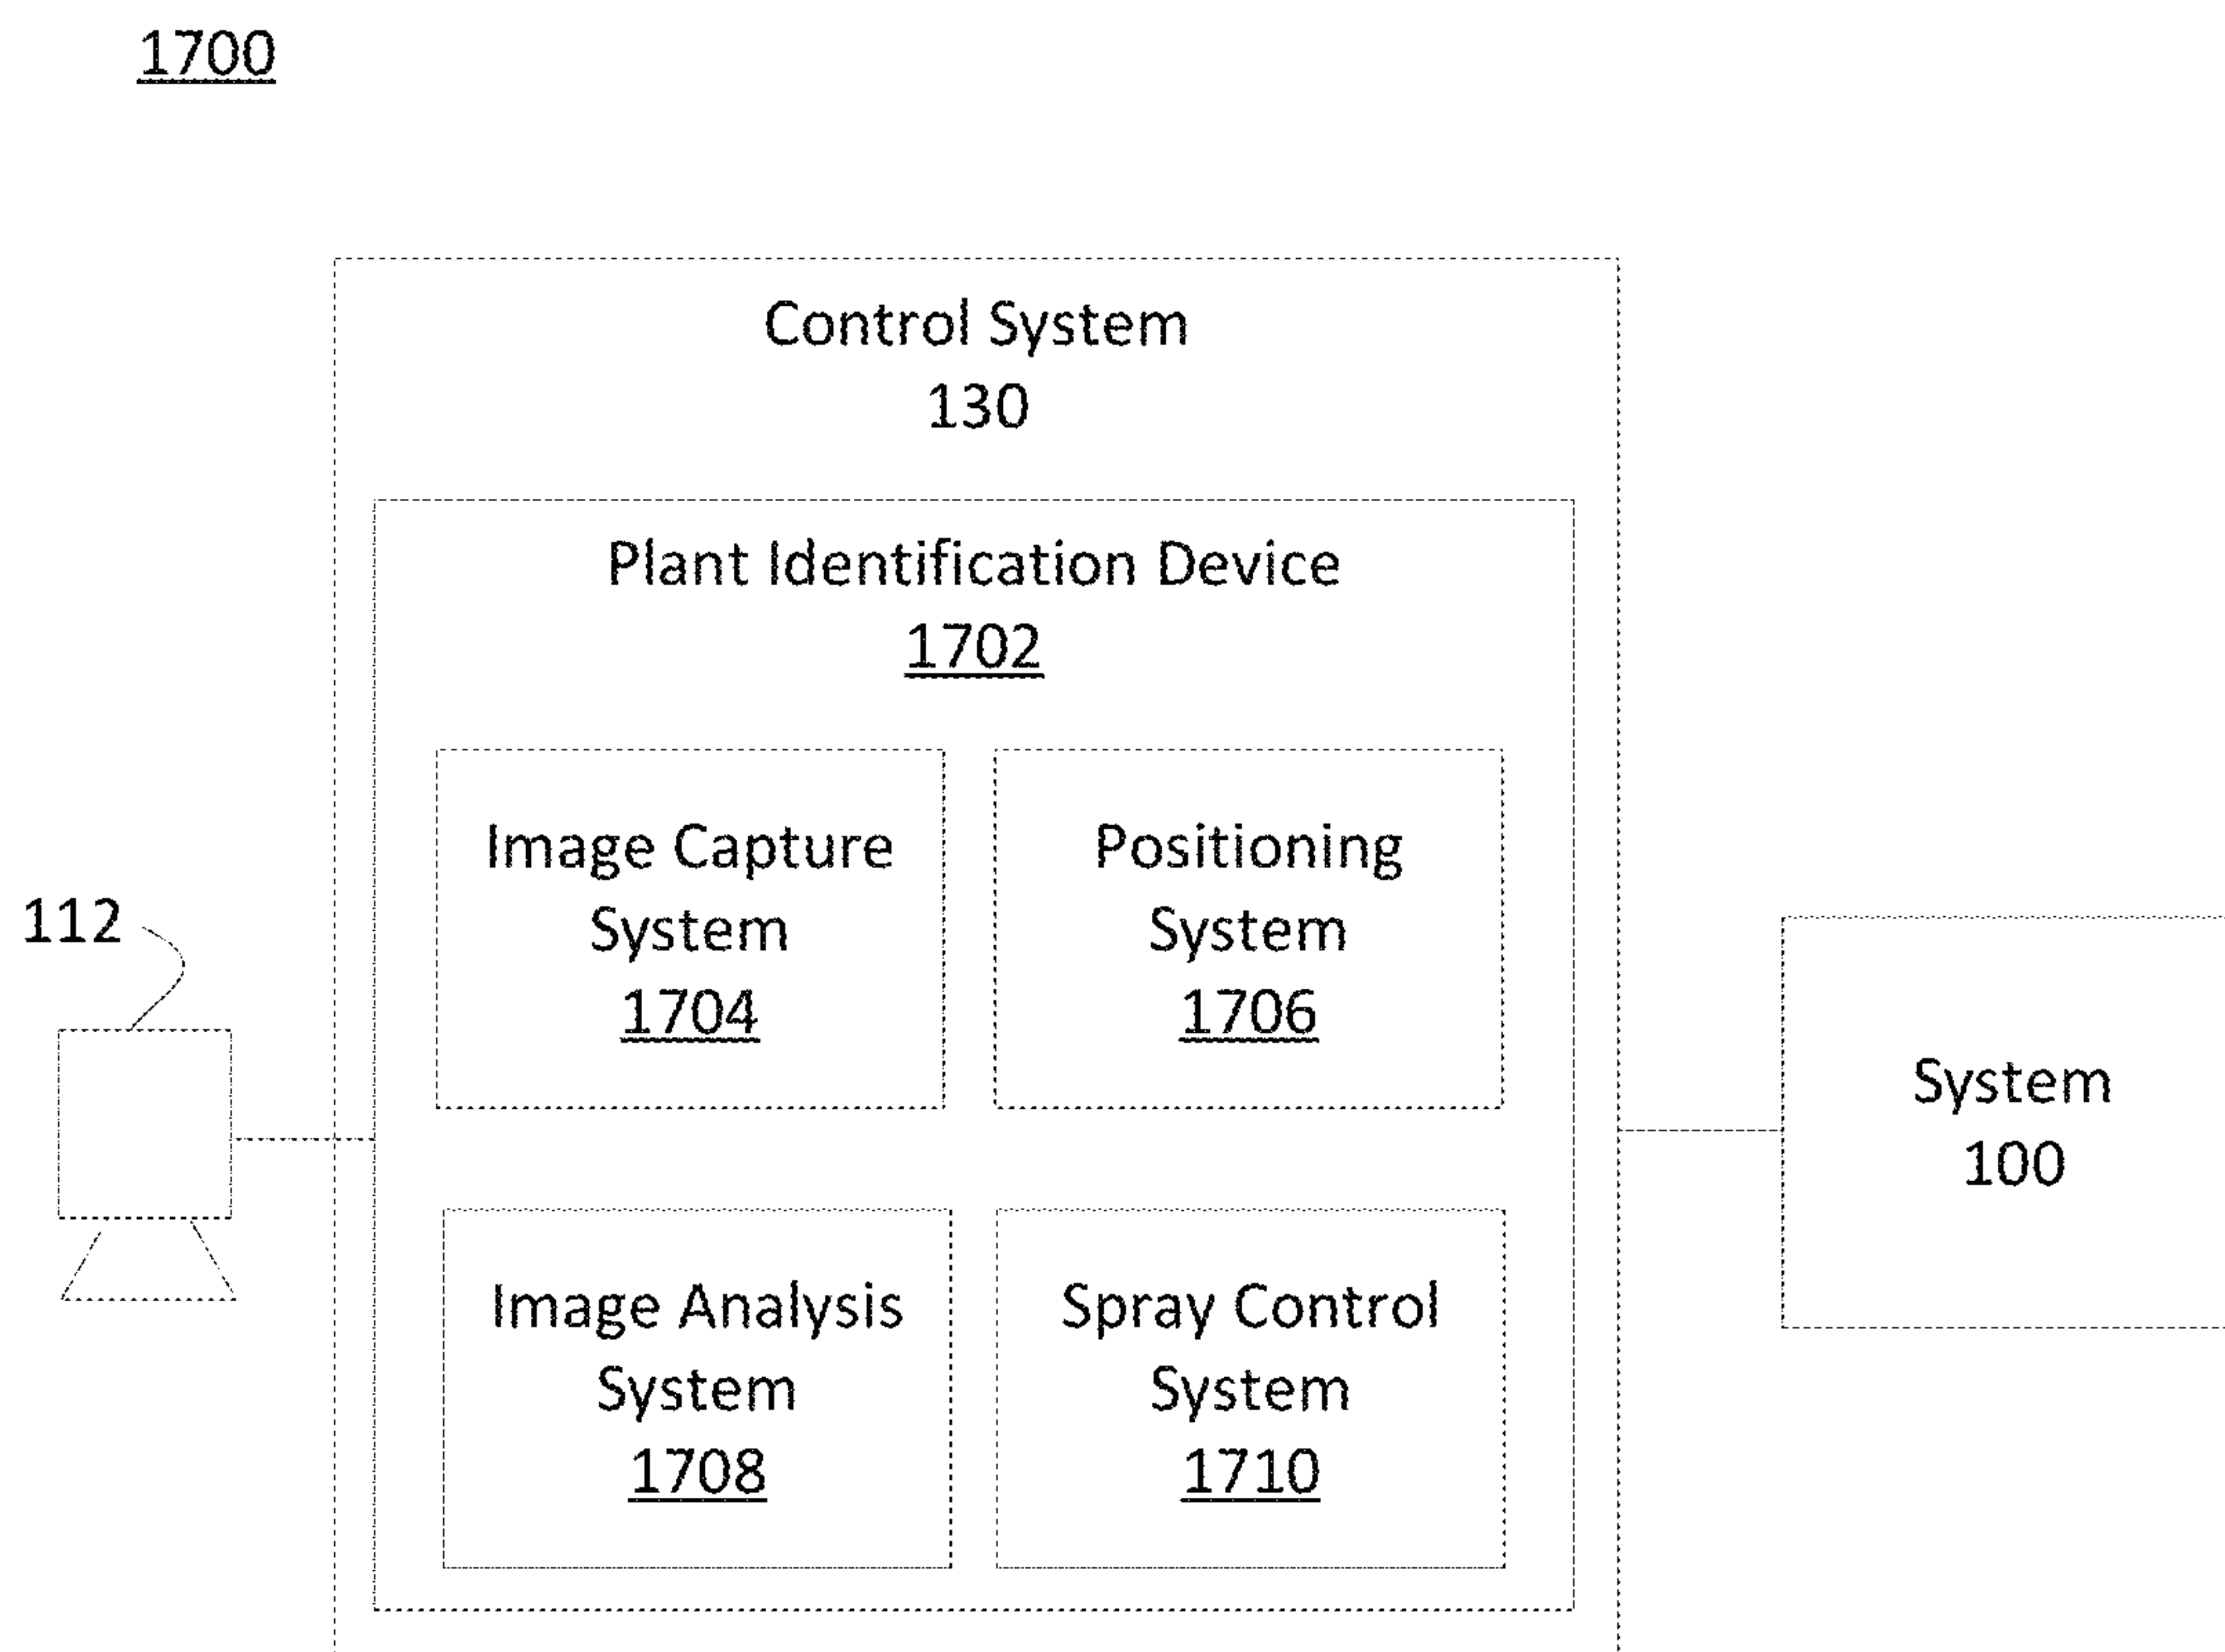 1700
Control System
130
Plant Identification Device
1702
Image Capture
System
1704
Positioning
System
1706
112
System
100
Image Analysis
System
1708
Spray Control
System
1710